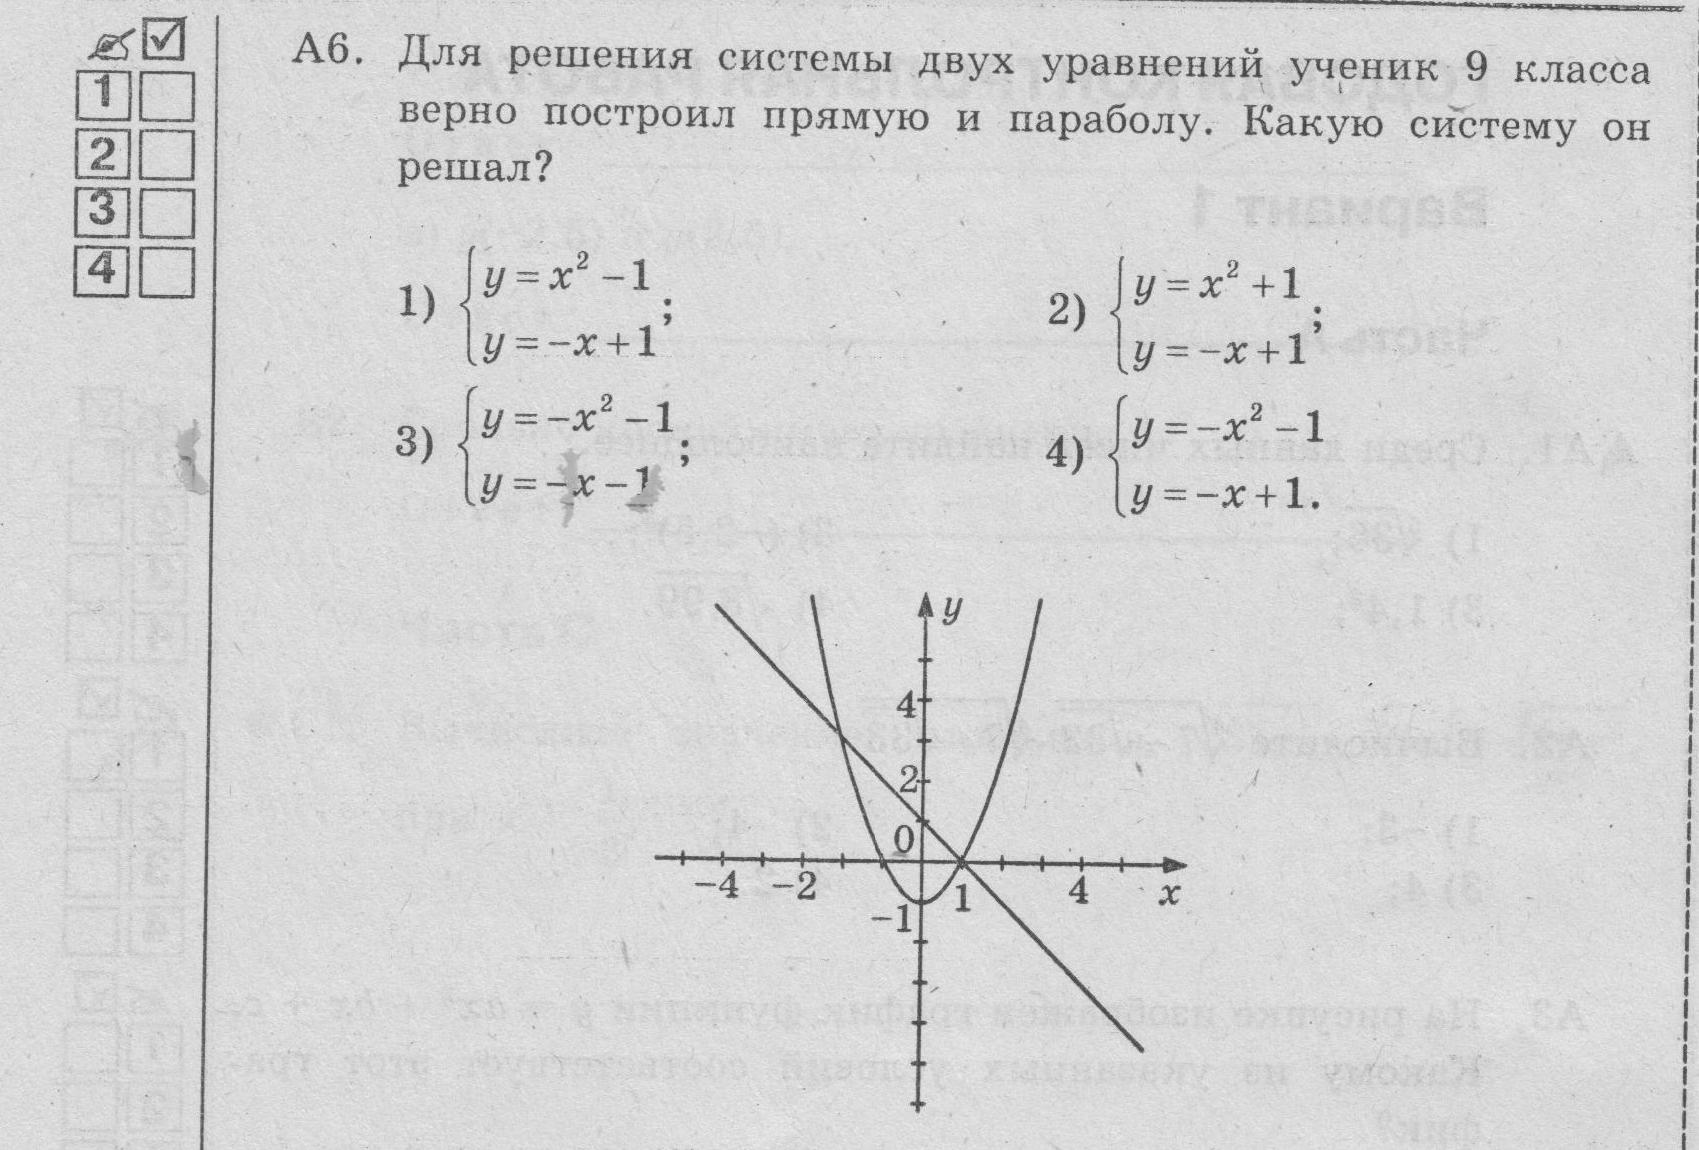 А6. Для решения системы двух уравнений ученик 9 класса
верно построил прямую и параболу. Какую систему он
решал?
1
2
3
4
1) { y = x² − 1
y = −x + 1 ;
2) { y = x² + 1
y = −x + 1 ;
3) { y = −x² − 1
y = −x − 1 ;
4) { y = −x² − 1
y = −x + 1.
y
4
2
0
−4 −2 1 4 x
−1